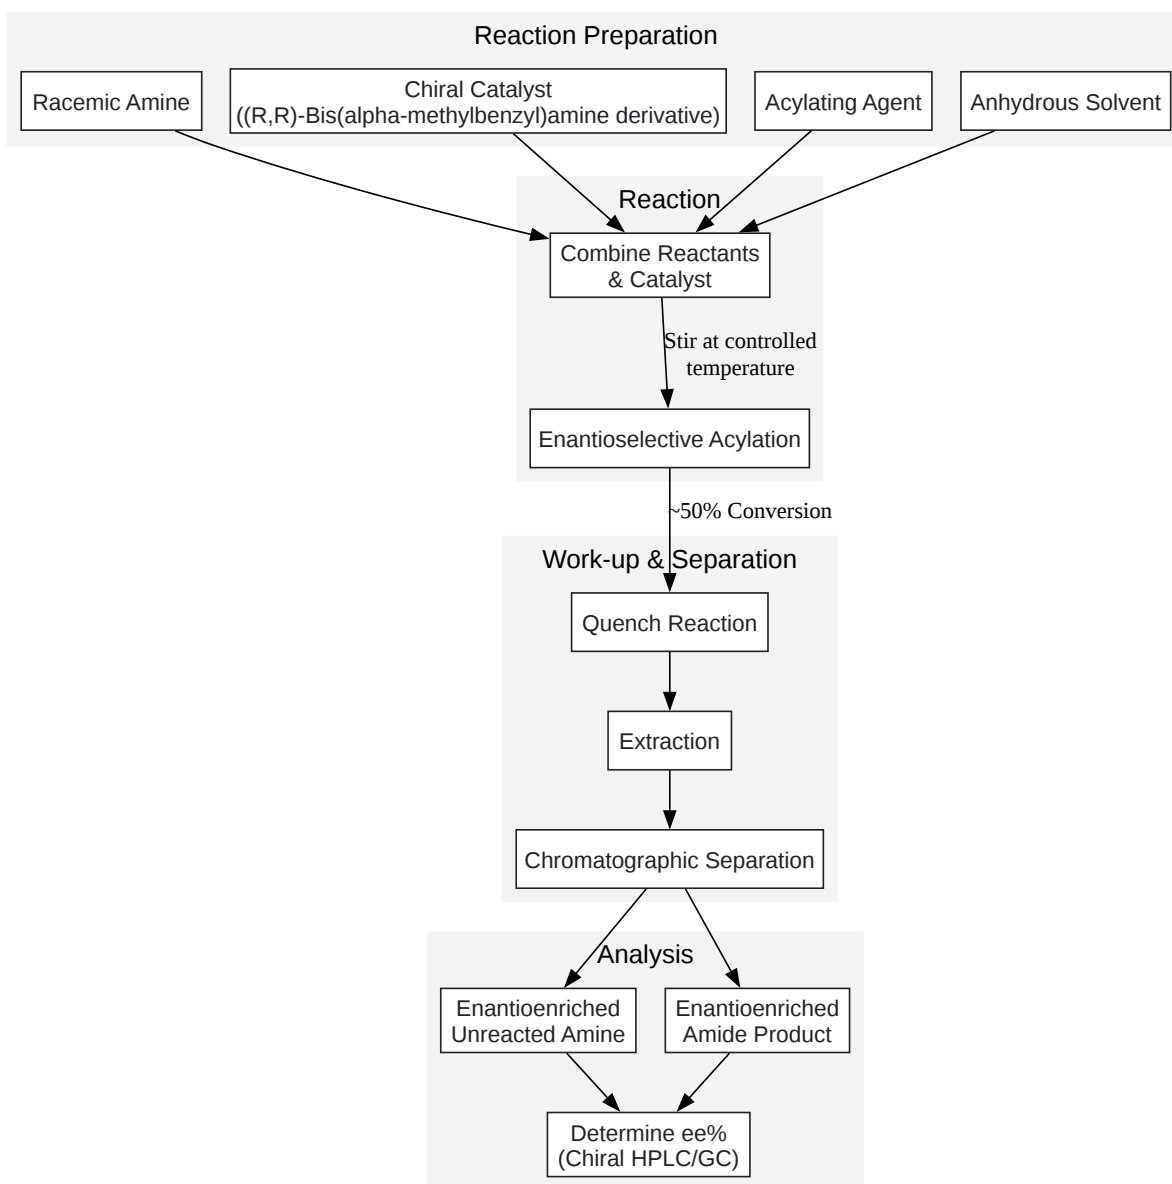 Reaction Preparation
Racemic Amine
Chiral Catalyst
((R,R)-Bis(alpha-methylbenzyl)amine derivative)
Acylating Agent
Anhydrous Solvent
Reaction
Combine Reactants
& Catalyst
Stir at controlled
temperature
Enantioselective Acylation
~50% Conversion
Work-up & Separation
Quench Reaction
Extraction
Chromatographic Separation
Analysis
Enantioenriched
Unreacted Amine
Enantioenriched
Amide Product
Determine ee%
(Chiral HPLC/GC)